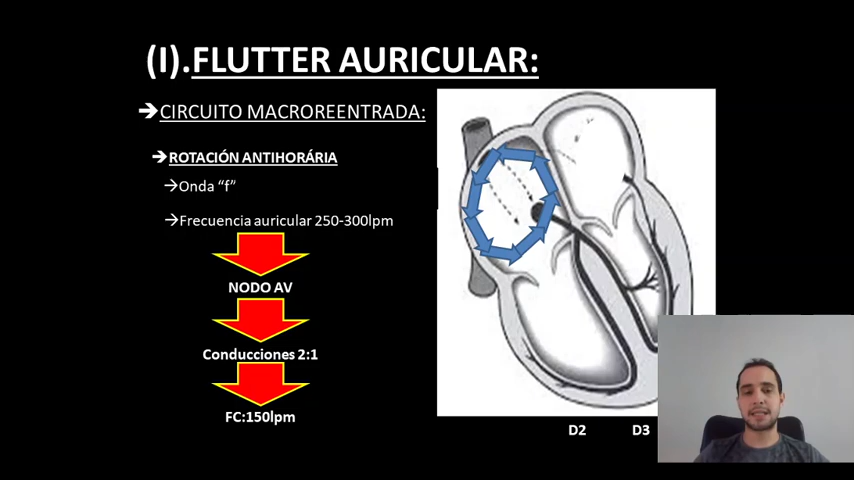 (I).FLUTTER AURICULAR:
➔CIRCUITO MACROREENTRADA:
➔ROTACIÓN ANTIHORÁRIA
→Onda “f”
→Frecuencia auricular 250-300lpm
NODO AV
Conducciones 2:1
FC:150lpm
D2 D3